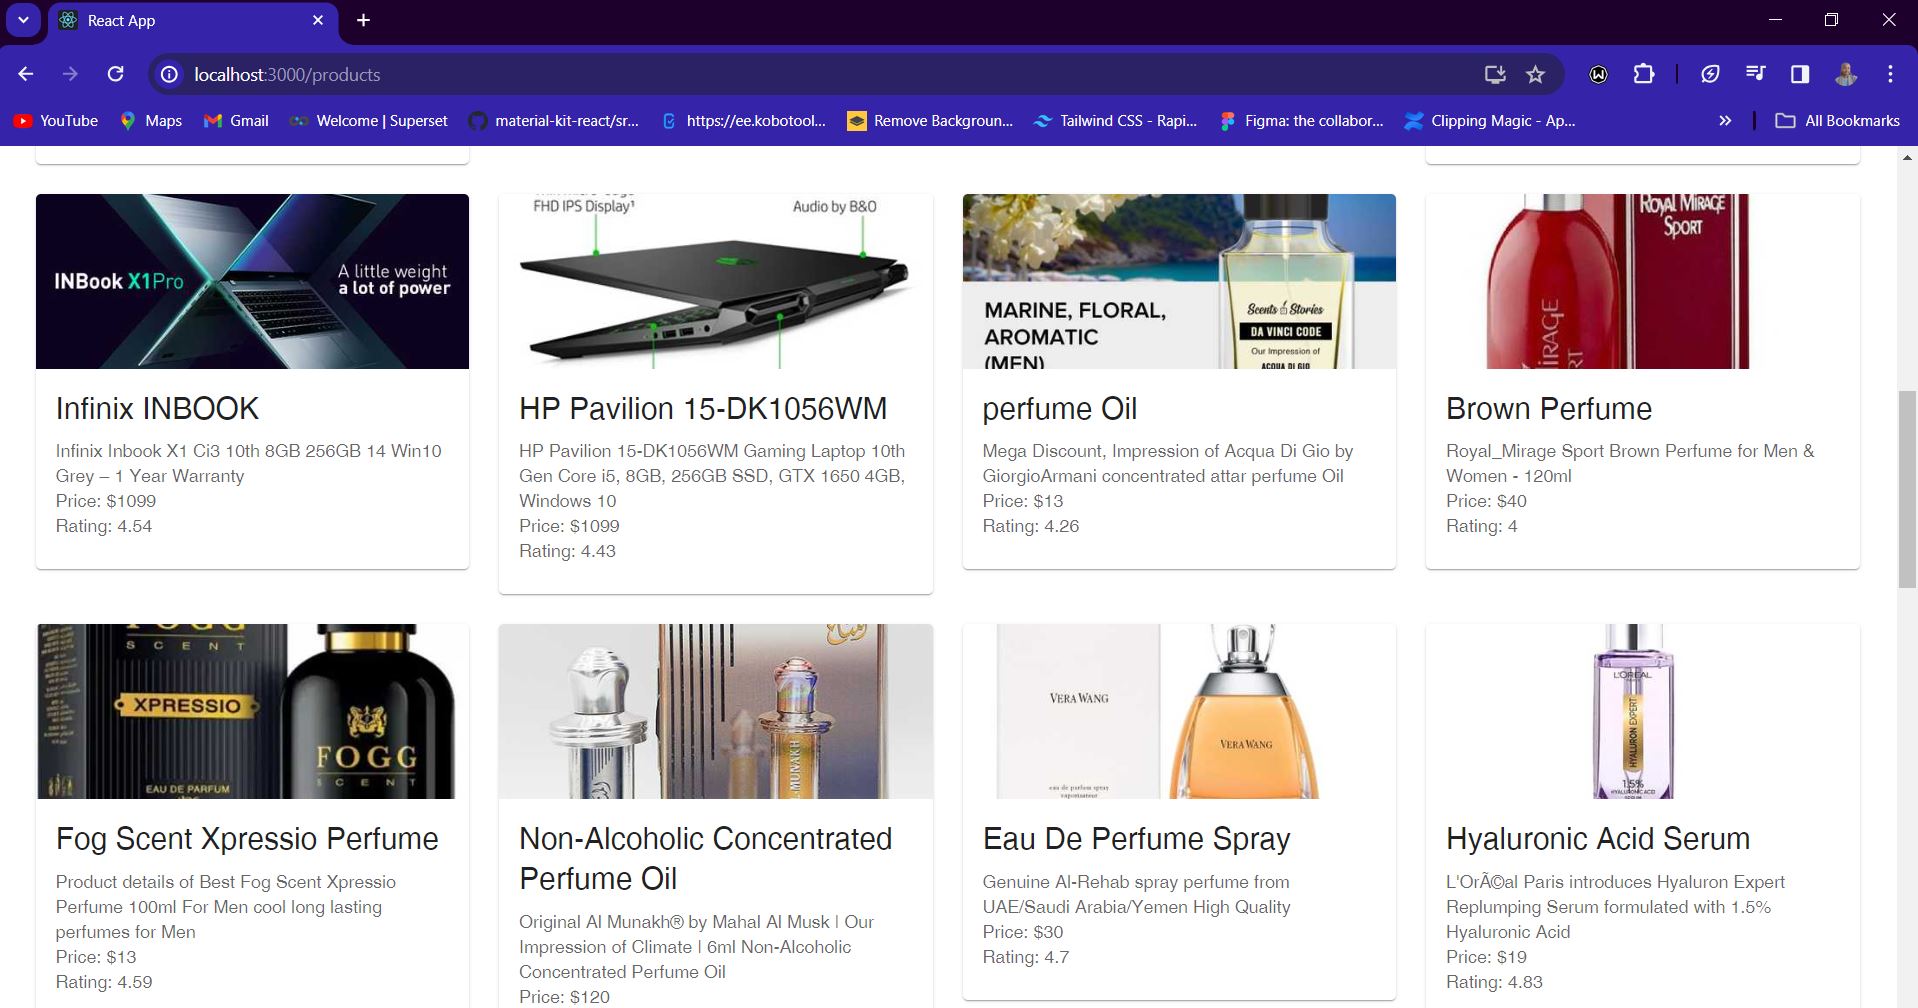 React App
localhost:3000/products
YouTube
Maps
Gmail
Welcome | Superset
material-kit-react/sr...
https://ee.kobotool...
Remove Backgroun...
Tailwind CSS - Rapi...
Figma: the collabor...
Clipping Magic - Ap...
All Bookmarks
INBook X1Pro
A little weight
a lot of power
Infinix INBOOK
Infinix Inbook X1 Ci3 10th 8GB 256GB 14 Win10
Grey – 1 Year Warranty
Price: $1099
Rating: 4.54
FHD IPS Display¹
Audio by B&O
HP Pavilion 15-DK1056WM
HP Pavilion 15-DK1056WM Gaming Laptop 10th
Gen Core i5, 8GB, 256GB SSD, GTX 1650 4GB,
Windows 10
Price: $1099
Rating: 4.43
MARINE, FLORAL,
AROMATIC
(MEN)
Scents n Stories
DA VINCI CODE
Our Impression of
ACQUA DI GIO
perfume Oil
Mega Discount, Impression of Acqua Di Gio by
GiorgioArmani concentrated attar perfume Oil
Price: $13
Rating: 4.26
ROYAL MIRAGE
SPORT
MIRAGE
Brown Perfume
Royal_Mirage Sport Brown Perfume for Men &
Women - 120ml
Price: $40
Rating: 4
FOGG
SCENT
XPRESSIO
EAU DE PARFUM
FOGG
SCENT
Fog Scent Xpressio Perfume
Product details of Best Fog Scent Xpressio
Perfume 100ml For Men cool long lasting
perfumes for Men
Price: $13
Rating: 4.59
MUNAKH
Non-Alcoholic Concentrated
Perfume Oil
Original Al Munakh® by Mahal Al Musk | Our
Impression of Climate | 6ml Non-Alcoholic
Concentrated Perfume Oil
Price: $120
VERA WANG
eau de parfum spray
vaporisateur
VERA WANG
Eau De Perfume Spray
Genuine Al-Rehab spray perfume from
UAE/Saudi Arabia/Yemen High Quality
Price: $30
Rating: 4.7
L'ORÉAL
HYALURON EXPERT
1.5%
HYALURONIC ACID
SERUM
Hyaluronic Acid Serum
L'OrÃ©al Paris introduces Hyaluron Expert
Replumping Serum formulated with 1.5%
Hyaluronic Acid
Price: $19
Rating: 4.83